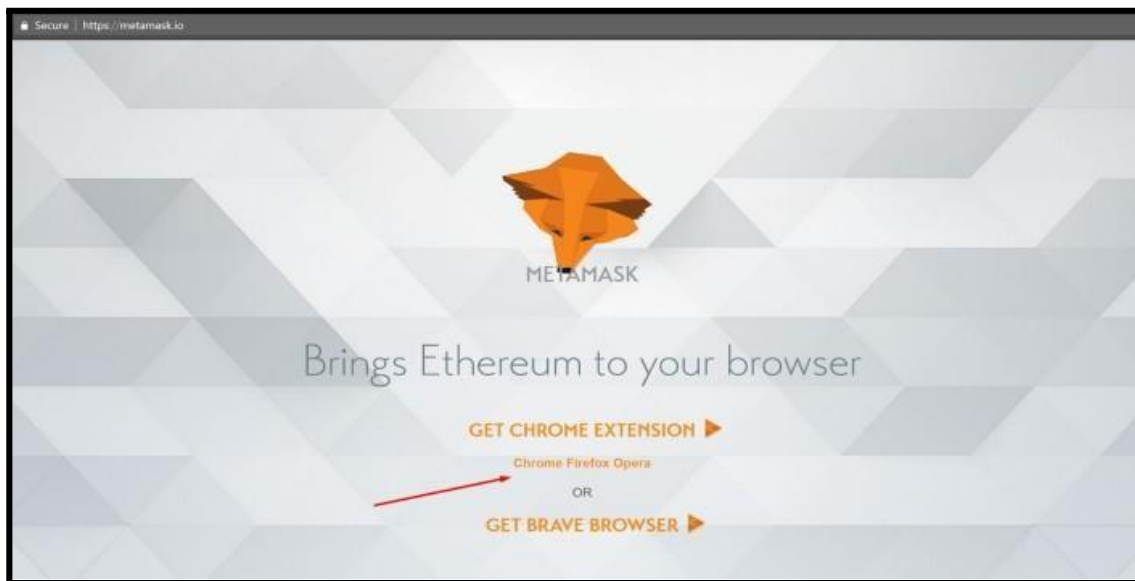 Secure | https://metamask.io
METAMASK
Brings Ethereum to your browser
GET CHROME EXTENSION
Chrome Firefox Opera
OR
GET BRAVE BROWSER